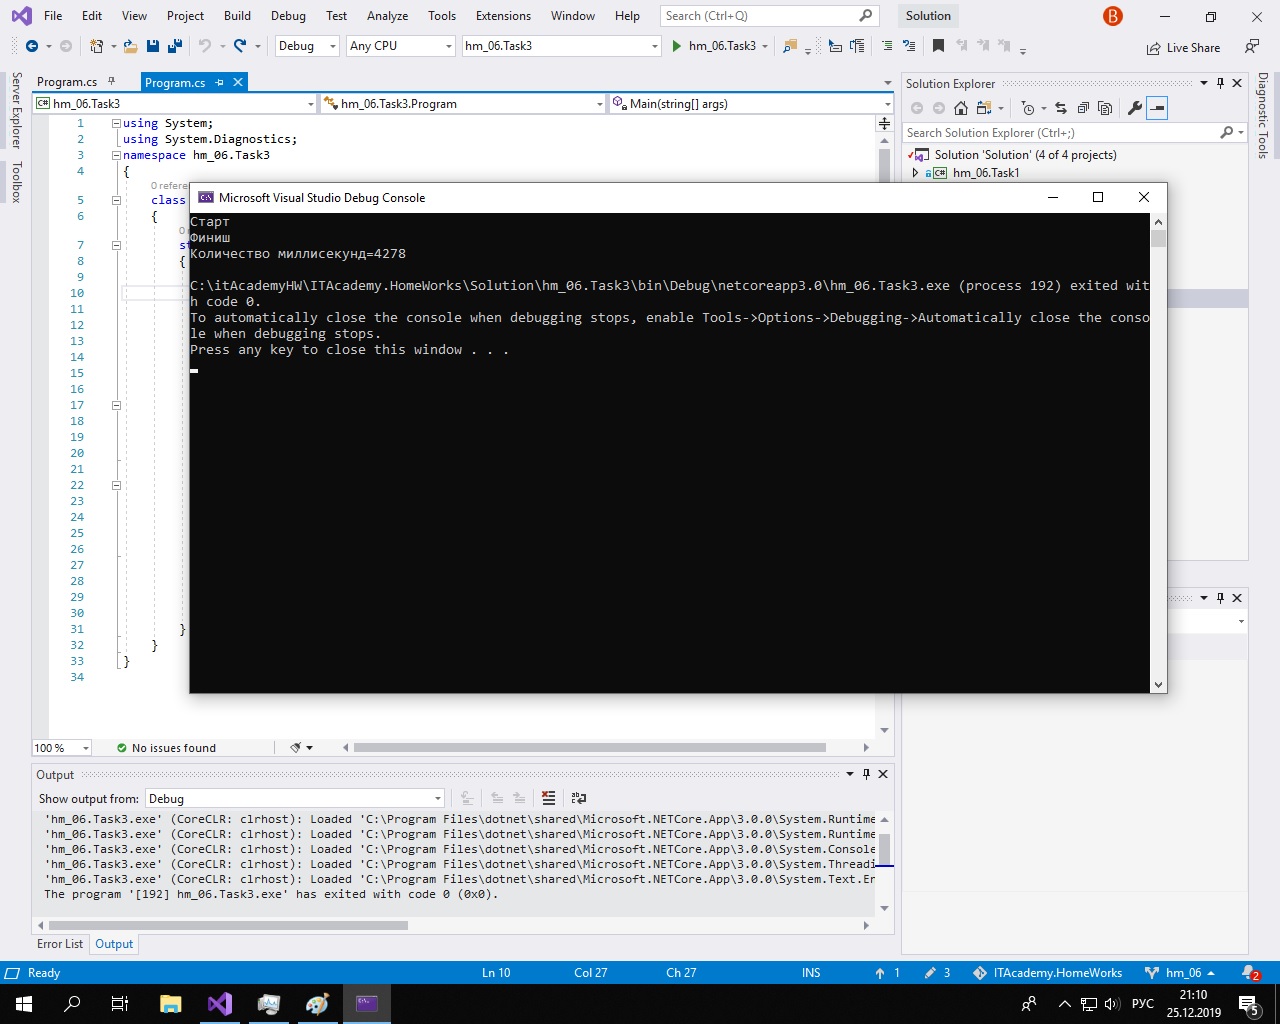 File Edit View Project Build Debug Test Analyze Tools Extensions Window Help Search (Ctrl+Q) Solution B
Debug Any CPU hm_06.Task3 hm_06.Task3 Live Share
Server Explorer
Toolbox
Program.cs Program.cs
C# hm_06.Task3 hm_06.Task3.Program Main(string[] args)
1 using System;
2 using System.Diagnostics;
3 namespace hm_06.Task3
4 {
0 refere
5 class
6 {
0
7 st
8 {
9
10
11
12
13
14
15
16
17
18
19
20
21
22
23
24
25
26
27
28
29
30
31 }
32 }
33 }
34
Microsoft Visual Studio Debug Console
Старт
Финиш
Количество миллисекунд=4278
C:\itAcademyHW\ITAcademy.HomeWorks\Solution\hm_06.Task3\bin\Debug\netcoreapp3.0\hm_06.Task3.exe (process 192) exited wit
h code 0.
To automatically close the console when debugging stops, enable Tools->Options->Debugging->Automatically close the conso
le when debugging stops.
Press any key to close this window . . .
Solution Explorer
Search Solution Explorer (Ctrl+;)
Solution 'Solution' (4 of 4 projects)
C# hm_06.Task1
Diagnostic Tools
100 % No issues found
Output
Show output from: Debug
'hm_06.Task3.exe' (CoreCLR: clrhost): Loaded 'C:\Program Files\dotnet\shared\Microsoft.NETCore.App\3.0.0\System.Runtime
'hm_06.Task3.exe' (CoreCLR: clrhost): Loaded 'C:\Program Files\dotnet\shared\Microsoft.NETCore.App\3.0.0\System.Runtime
'hm_06.Task3.exe' (CoreCLR: clrhost): Loaded 'C:\Program Files\dotnet\shared\Microsoft.NETCore.App\3.0.0\System.Console
'hm_06.Task3.exe' (CoreCLR: clrhost): Loaded 'C:\Program Files\dotnet\shared\Microsoft.NETCore.App\3.0.0\System.Threadi
'hm_06.Task3.exe' (CoreCLR: clrhost): Loaded 'C:\Program Files\dotnet\shared\Microsoft.NETCore.App\3.0.0\System.Text.En
The program '[192] hm_06.Task3.exe' has exited with code 0 (0x0).
Error List Output
Ready Ln 10 Col 27 Ch 27 INS 1 3 ITAcademy.HomeWorks hm_06 2
РУС 21:10
25.12.2019 5